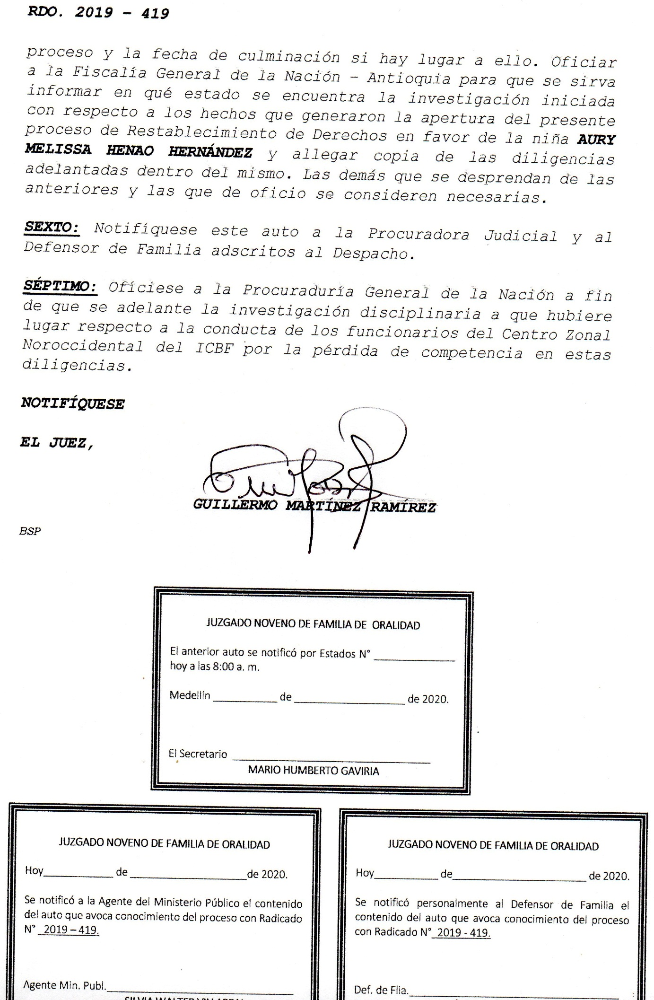 RDO. 2019 – 419
proceso y la fecha de culminación si hay lugar a ello. Oficiar
a la Fiscalía General de la Nación – Antioquia para que se sirva
informar en qué estado se encuentra la investigación iniciada
con respecto a los hechos que generaron la apertura del presente
proceso de Restablecimiento de Derechos en favor de la niña AURY
MELISSA HENAO HERNÁNDEZ y allegar copia de las diligencias
adelantadas dentro del mismo. Las demás que se desprendan de las
anteriores y las que de oficio se consideren necesarias.
SEXTO: Notifíquese este auto a la Procuradora Judicial y al
Defensor de Familia adscritos al Despacho.
SÉPTIMO: Ofíciese a la Procuraduría General de la Nación a fin
de que se adelante la investigación disciplinaria a que hubiere
lugar respecto a la conducta de los funcionarios del Centro Zonal
Noroccidental del ICBF por la pérdida de competencia en estas
diligencias.
NOTIFÍQUESE
EL JUEZ,
GUILLERMO MARTÍNEZ RAMÍREZ
BSP
JUZGADO NOVENO DE FAMILIA DE ORALIDAD
El anterior auto se notificó por Estados N° ______________
hoy a las 8:00 a. m.
Medellín ___________ de ___________________ de 2020.
El Secretario __________________________________
MARIO HUMBERTO GAVIRIA
JUZGADO NOVENO DE FAMILIA DE ORALIDAD
Hoy____________ de ____________________de 2020.
Se notificó a la Agente del Ministerio Público el contenido
del auto que avoca conocimiento del proceso con Radicado
N° 2019 – 419.
Agente Min. Publ.________________________________
SILVIA WALTER VILLAREAL
JUZGADO NOVENO DE FAMILIA DE ORALIDAD
Hoy___________ de_______________________ de 2020.
Se notificó personalmente al Defensor de Familia el
contenido del auto que avoca conocimiento del proceso
con Radicado N° 2019 - 419.
Def. de Flia.____________________________________